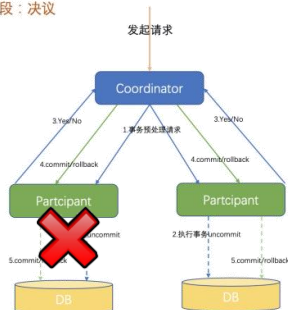 段：决议
发起请求
Coordinator
3.Yes/No
1.事务预处理请求
3.Yes/No
4.commit/rollback
4.commit/rollback
Partcipant
Partcipant
uncommit
2.执行事务uncommit
5.commit
ck
5.commit/rollback
DB
DB